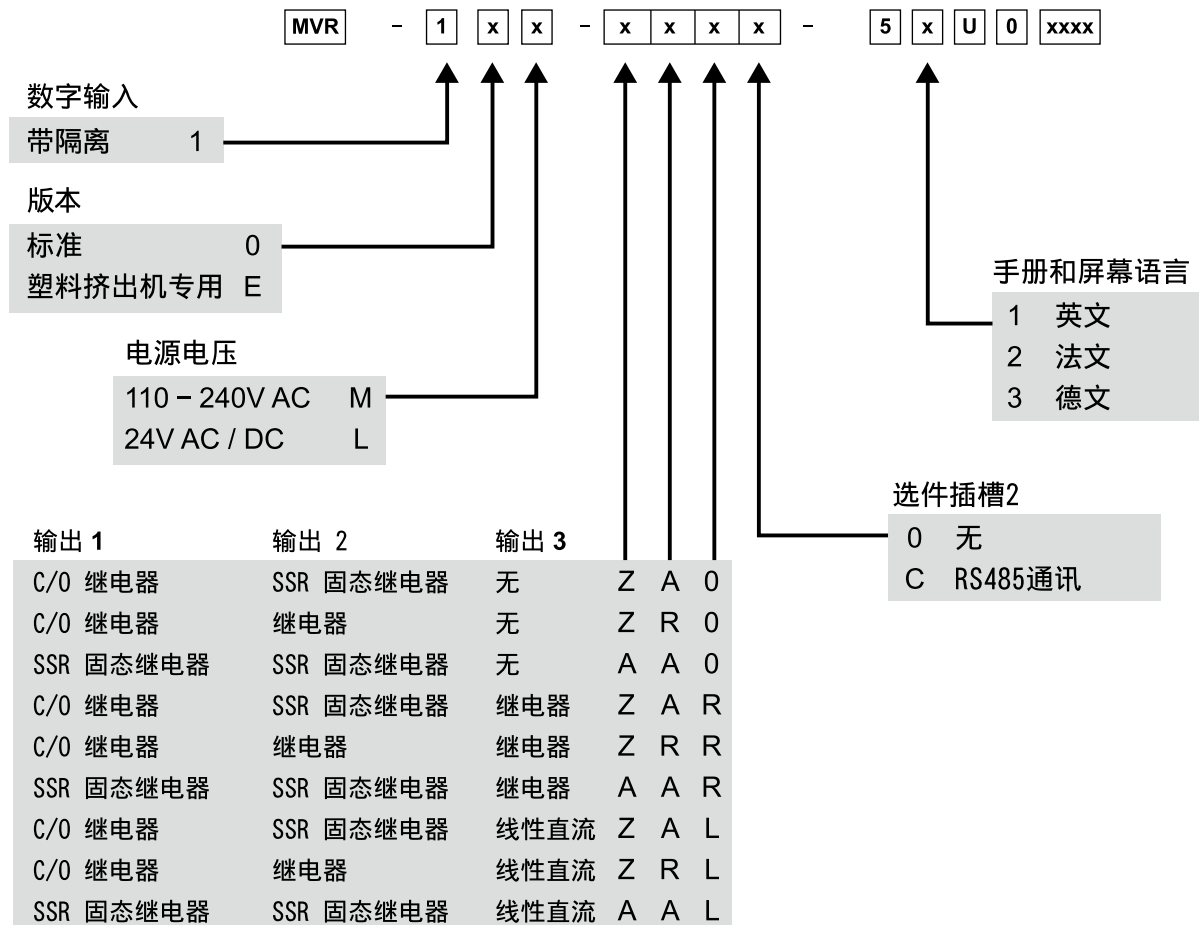 MVR - 1 x x - x x x x - 5 x U 0 xxxx
数字输入
带隔离 1
版本
标准 0
塑料挤出机专用 E
电源电压
110 – 240V AC M
24V AC / DC L
手册和屏幕语言
1 英文
2 法文
3 德文
选件插槽2
0 无
C RS485通讯
输出 1 输出 2 输出 3
C/O 继电器 SSR 固态继电器 无 Z A 0
C/O 继电器 继电器 无 Z R 0
SSR 固态继电器 SSR 固态继电器 无 A A 0
C/O 继电器 SSR 固态继电器 继电器 Z A R
C/O 继电器 继电器 继电器 Z R R
SSR 固态继电器 SSR 固态继电器 继电器 A A R
C/O 继电器 SSR 固态继电器 线性直流 Z A L
C/O 继电器 继电器 线性直流 Z R L
SSR 固态继电器 SSR 固态继电器 线性直流 A A L